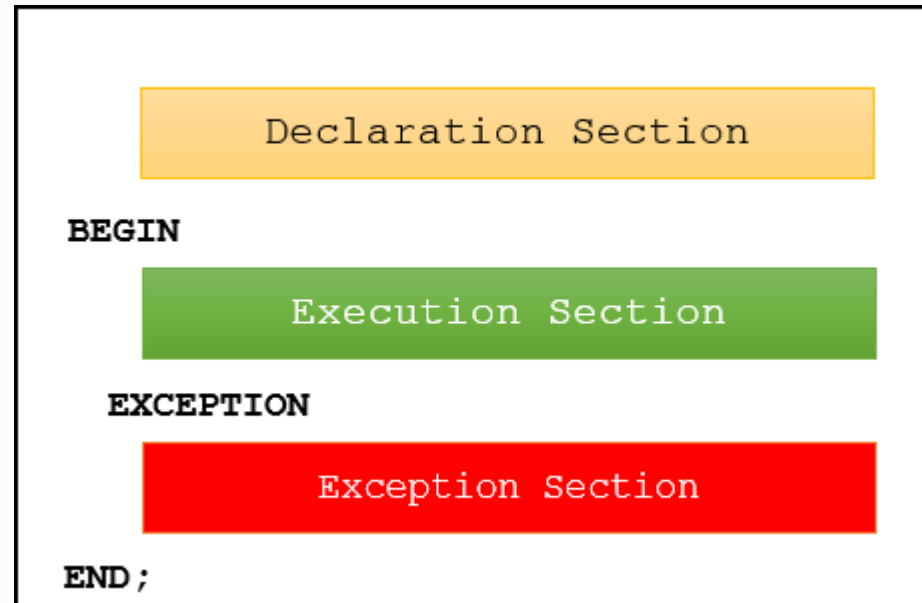 Declaration Section
BEGIN
Execution Section
EXCEPTION
Exception Section
END;